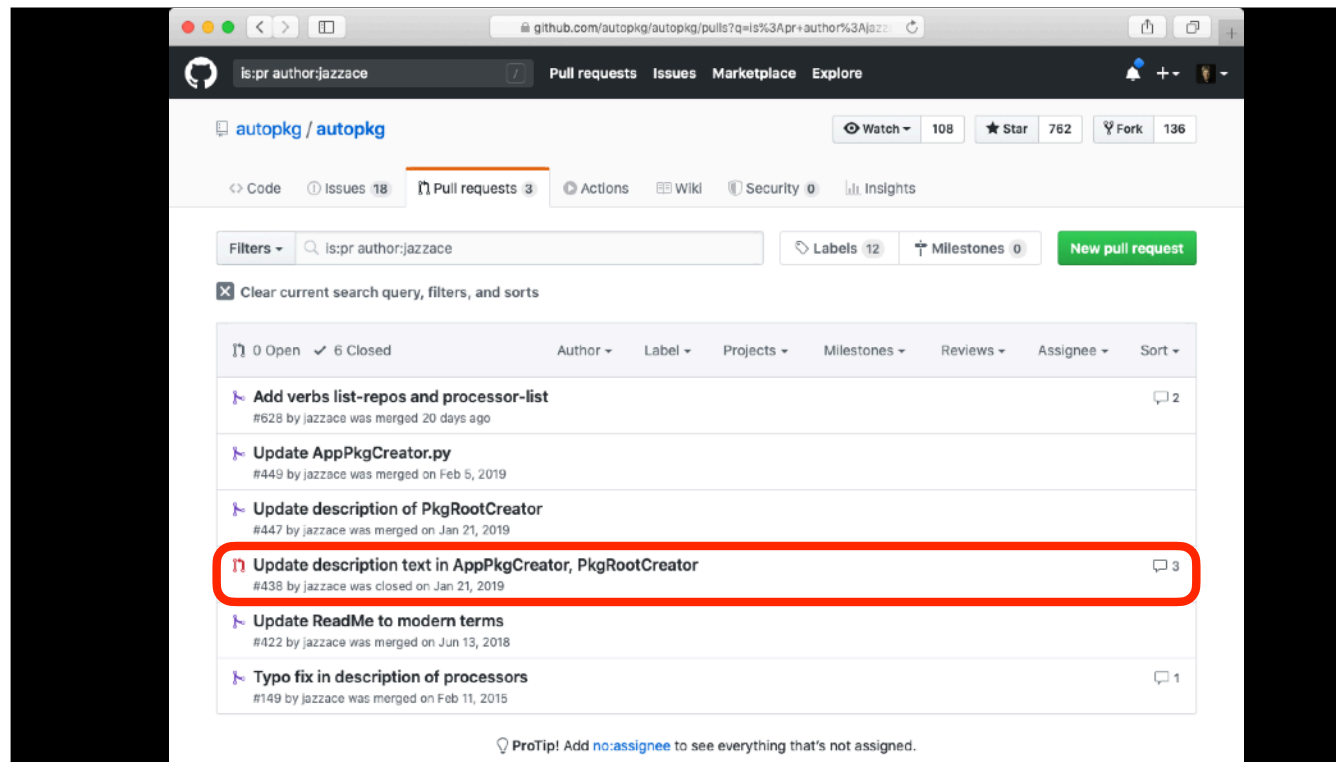 github.com/autopkg/autopkg/pulls?q=is%3Apr+author%3Ajazz
is:pr author:jazzace / Pull requests Issues Marketplace Explore
autopkg / autopkg Watch 108 Star 762 Fork 136
Code Issues 18 Pull requests 3 Actions Wiki Security 0 Insights
Filters is:pr author:jazzace Labels 12 Milestones 0 New pull request
Clear current search query, filters, and sorts
0 Open 6 Closed Author Label Projects Milestones Reviews Assignee Sort
Add verbs list-repos and processor-list 2
#628 by jazzace was merged 20 days ago
Update AppPkgCreator.py
#449 by jazzace was merged on Feb 5, 2019
Update description of PkgRootCreator
#447 by jazzace was merged on Jan 21, 2019
Update description text in AppPkgCreator, PkgRootCreator 3
#438 by jazzace was closed on Jan 21, 2019
Update ReadMe to modern terms
#422 by jazzace was merged on Jun 13, 2018
Typo fix in description of processors 1
#149 by jazzace was merged on Feb 11, 2015
ProTip! Add no:assignee to see everything that's not assigned.